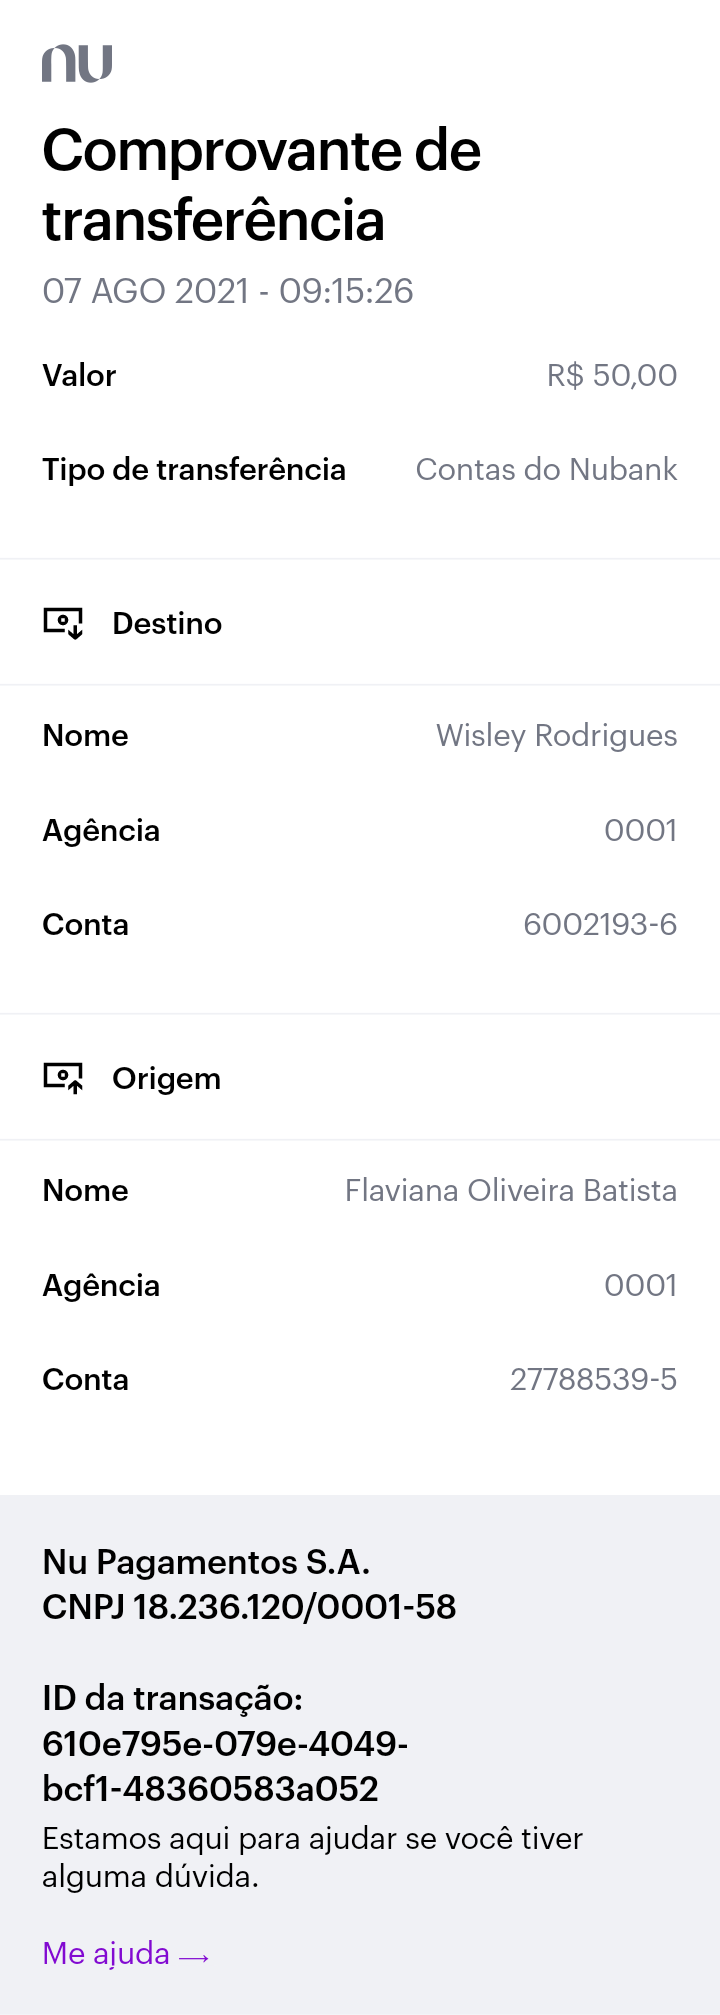 nu
Comprovante de
transferência
07 AGO 2021 - 09:15:26
Valor R$ 50,00
Tipo de transferência Contas do Nubank
Destino
Nome Wisley Rodrigues
Agência 0001
Conta 6002193-6
Origem
Nome Flaviana Oliveira Batista
Agência 0001
Conta 27788539-5
Nu Pagamentos S.A.
CNPJ 18.236.120/0001-58
ID da transação:
610e795e-079e-4049-
bcf1-48360583a052
Estamos aqui para ajudar se você tiver
alguma dúvida.
Me ajuda →